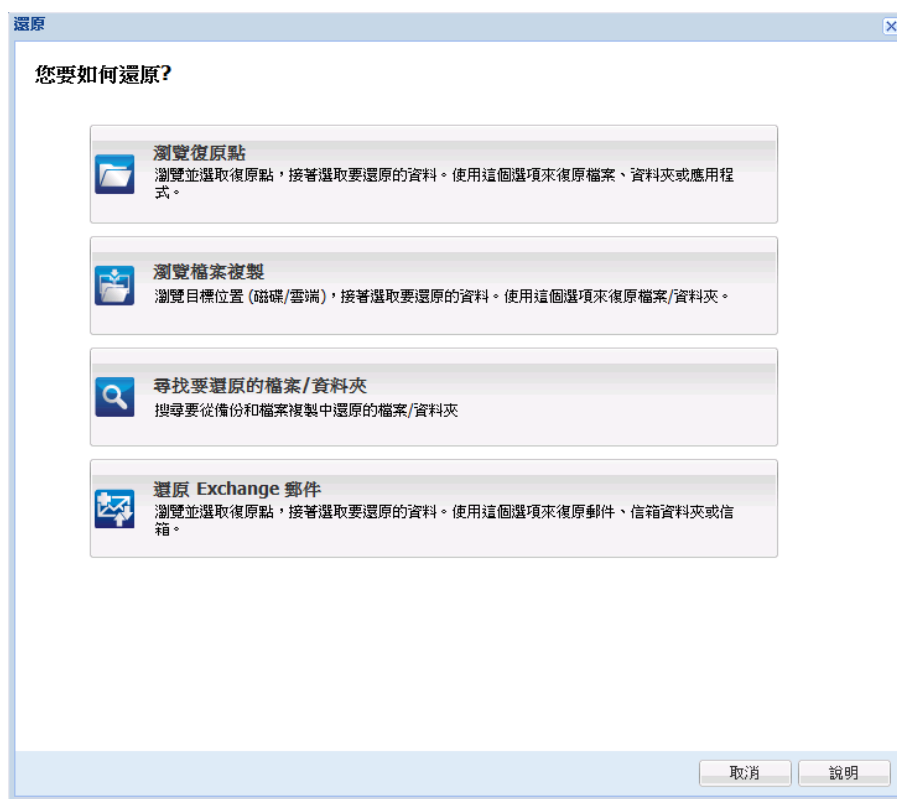 還原
您要如何還原?
瀏覽復原點
瀏覽並選取復原點，接著選取要還原的資料。使用這個選項來復原檔案、資料夾或應用程
式。
瀏覽檔案複製
瀏覽目標位置 (磁碟/雲端)，接著選取要還原的資料。使用這個選項來復原檔案/資料夾。
尋找要還原的檔案/資料夾
搜尋要從備份和檔案複製中還原的檔案/資料夾
還原 Exchange 郵件
瀏覽並選取復原點，接著選取要還原的資料。使用這個選項來復原郵件、信箱資料夾或信
箱。
取消
說明